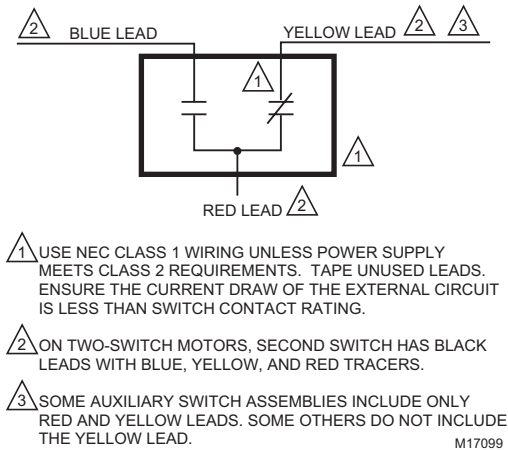 2 BLUE LEAD YELLOW LEAD 2 3
1
1
RED LEAD 2
1 USE NEC CLASS 1 WIRING UNLESS POWER SUPPLY
MEETS CLASS 2 REQUIREMENTS. TAPE UNUSED LEADS.
ENSURE THE CURRENT DRAW OF THE EXTERNAL CIRCUIT
IS LESS THAN SWITCH CONTACT RATING.
2 ON TWO-SWITCH MOTORS, SECOND SWITCH HAS BLACK
LEADS WITH BLUE, YELLOW, AND RED TRACERS.
3 SOME AUXILIARY SWITCH ASSEMBLIES INCLUDE ONLY
RED AND YELLOW LEADS. SOME OTHERS DO NOT INCLUDE
THE YELLOW LEAD.
M17099